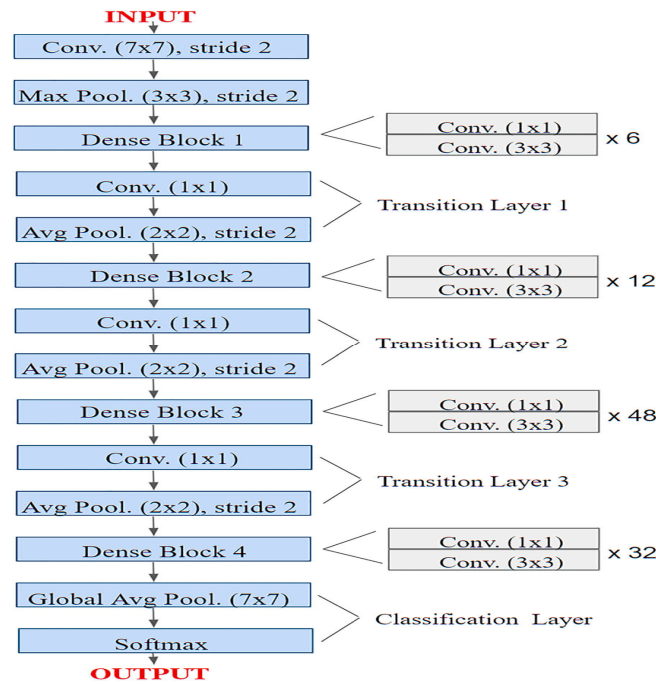 INPUT
Conv. (7x7), stride 2
Max Pool. (3x3), stride 2
Dense Block 1
Conv. (1x1)
Conv. (3x3)
x 6
Conv. (1x1)
Avg Pool. (2x2), stride 2
Transition Layer 1
Dense Block 2
Conv. (1x1)
Conv. (3x3)
x 12
Conv. (1x1)
Avg Pool. (2x2), stride 2
Transition Layer 2
Dense Block 3
Conv. (1x1)
Conv. (3x3)
x 48
Conv. (1x1)
Avg Pool. (2x2), stride 2
Transition Layer 3
Dense Block 4
Conv. (1x1)
Conv. (3x3)
x 32
Global Avg Pool. (7x7)
Softmax
Classification Layer
OUTPUT